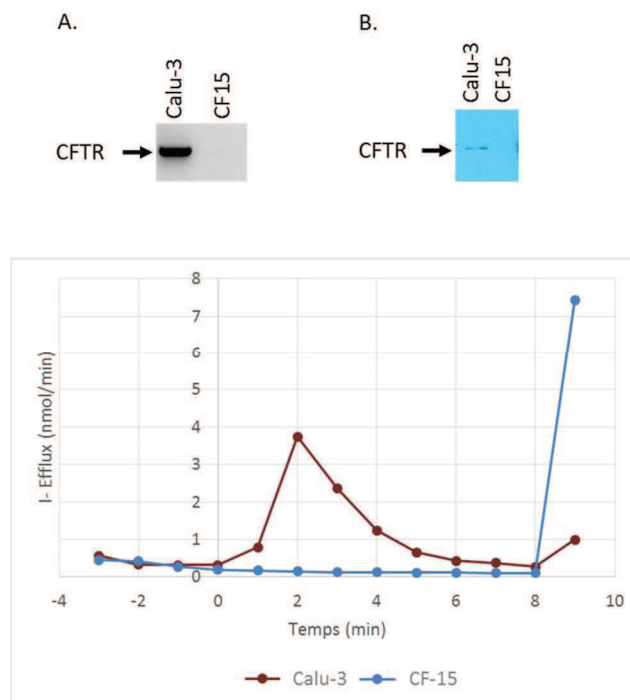 A.
B.
Calu-3
CF15
Calu-3
CF15
CFTR
CFTR
8
7
6
5
4
3
2
1
0
I- Efflux (nmol/min)
-4
-2
0
2
4
6
8
10
Temps (min)
Calu-3
CF-15